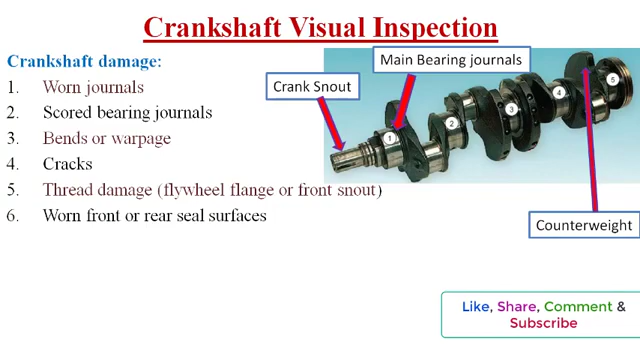 Crankshaft Visual Inspection
Crankshaft damage:
1. Worn journals
2. Scored bearing journals
3. Bends or warpage
4. Cracks
5. Thread damage (flywheel flange or front snout)
6. Worn front or rear seal surfaces
Main Bearing journals
Crank Snout
1
2
3
4
5
Counterweight
Like, Share, Comment &
Subscribe